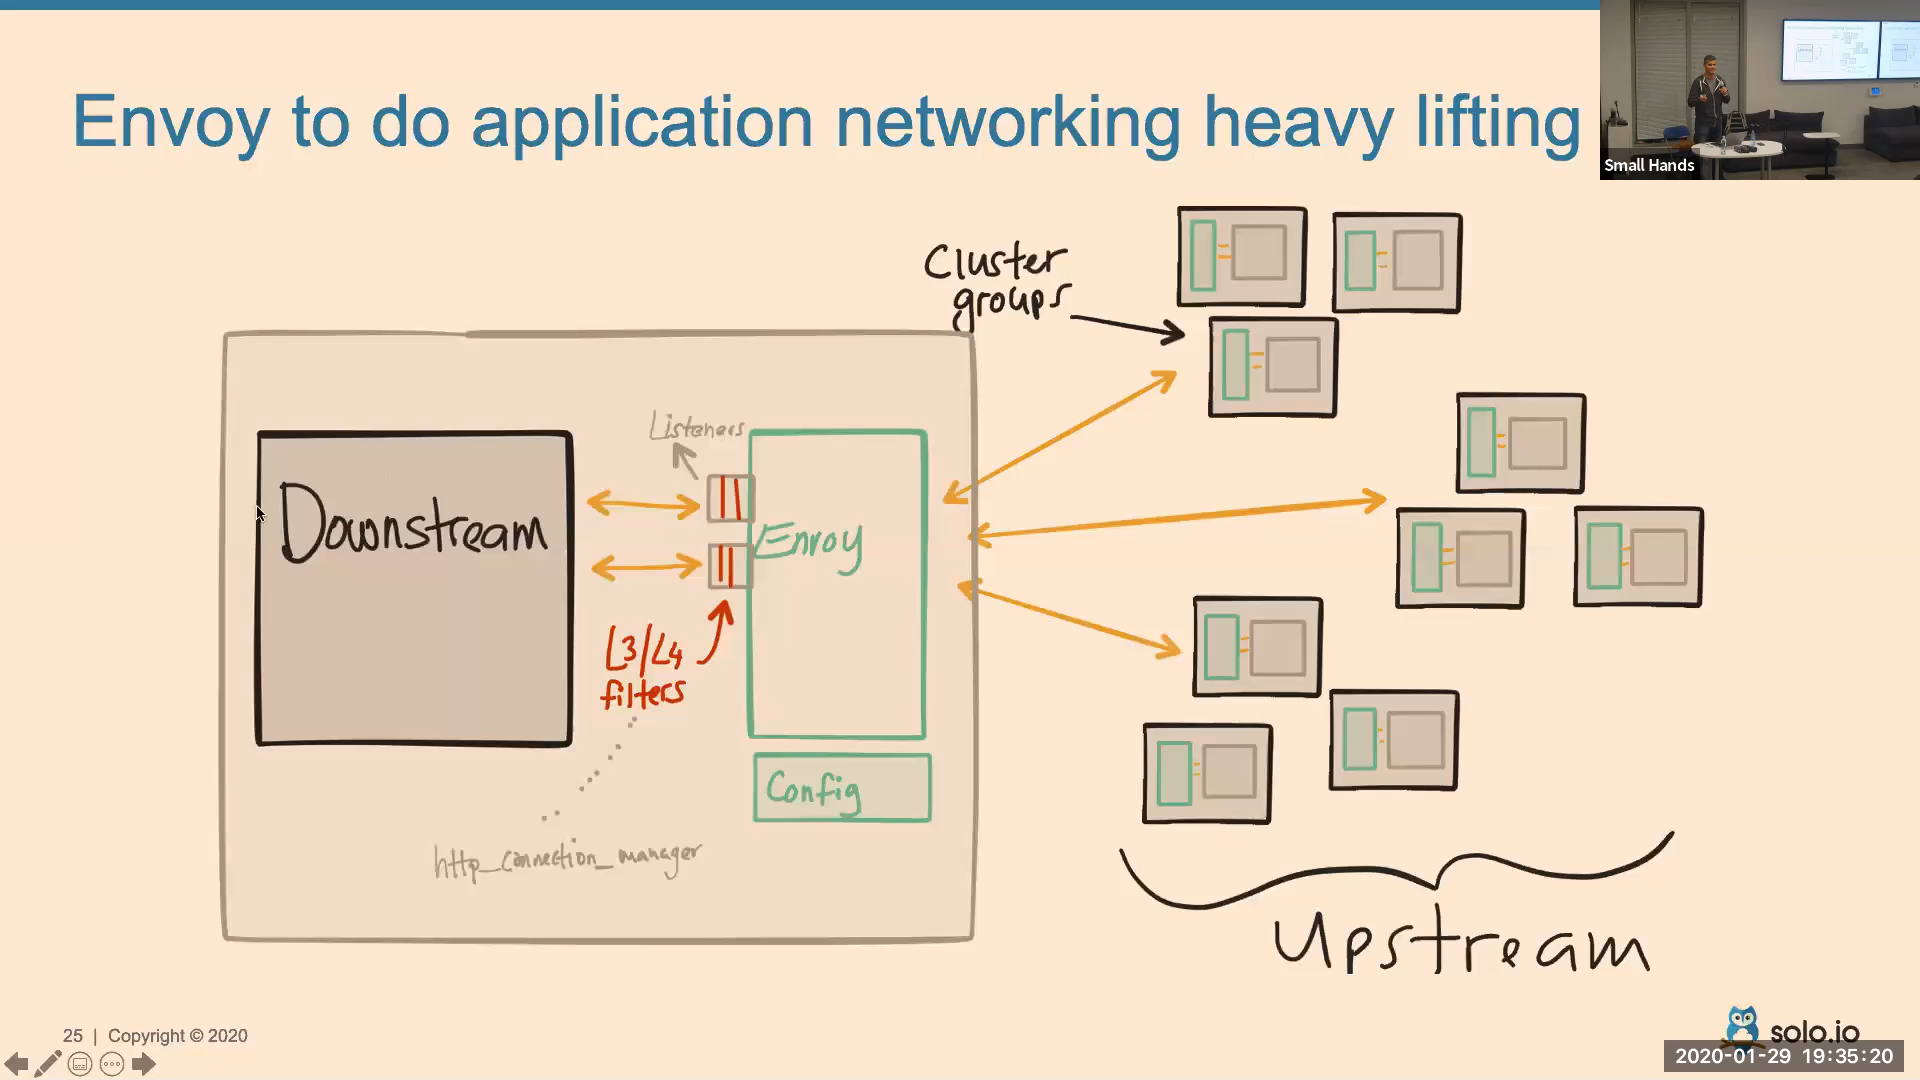 Envoy to do application networking heavy lifting
Small Hands
Cluster
groups
Listeners
Downstream
Envoy
L3/L4
filters
Config
http_connection_manager
Upstream
25 | Copyright © 2020
solo.io
2020-01-29 19:35:20